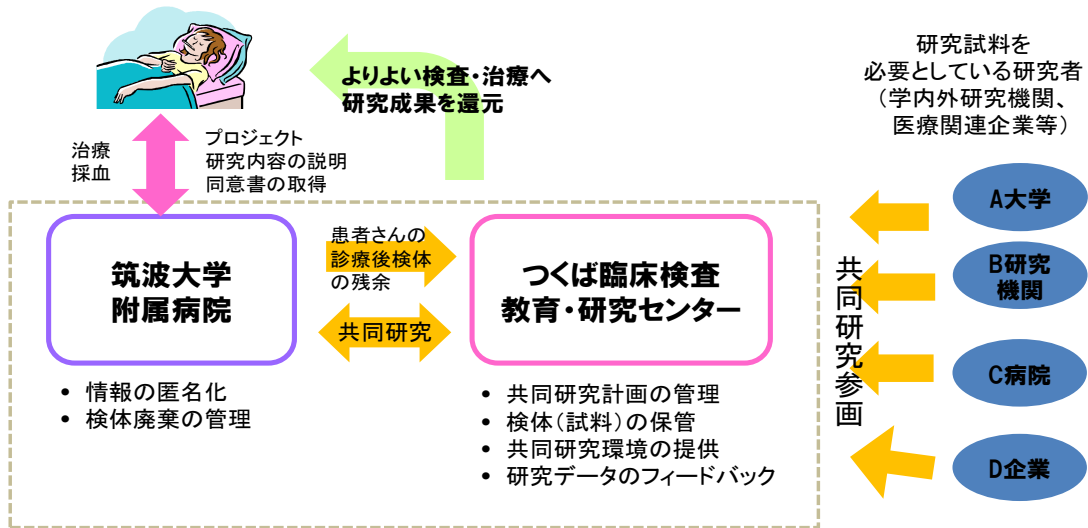 よりよい検査・治療へ
研究成果を還元
研究試料を
必要としている研究者
（学内外研究機関、
医療関連企業等）
治療
採血
プロジェクト
研究内容の説明
同意書の取得
筑波大学
附属病院
患者さんの
診療後検体
の残余
共同研究
つくば臨床検査
教育・研究センター
・ 情報の匿名化
・ 検体廃棄の管理
・ 共同研究計画の管理
・ 検体（試料）の保管
・ 共同研究環境の提供
・ 研究データのフィードバック
共同研究参画
A大学
B研究
機関
C病院
D企業